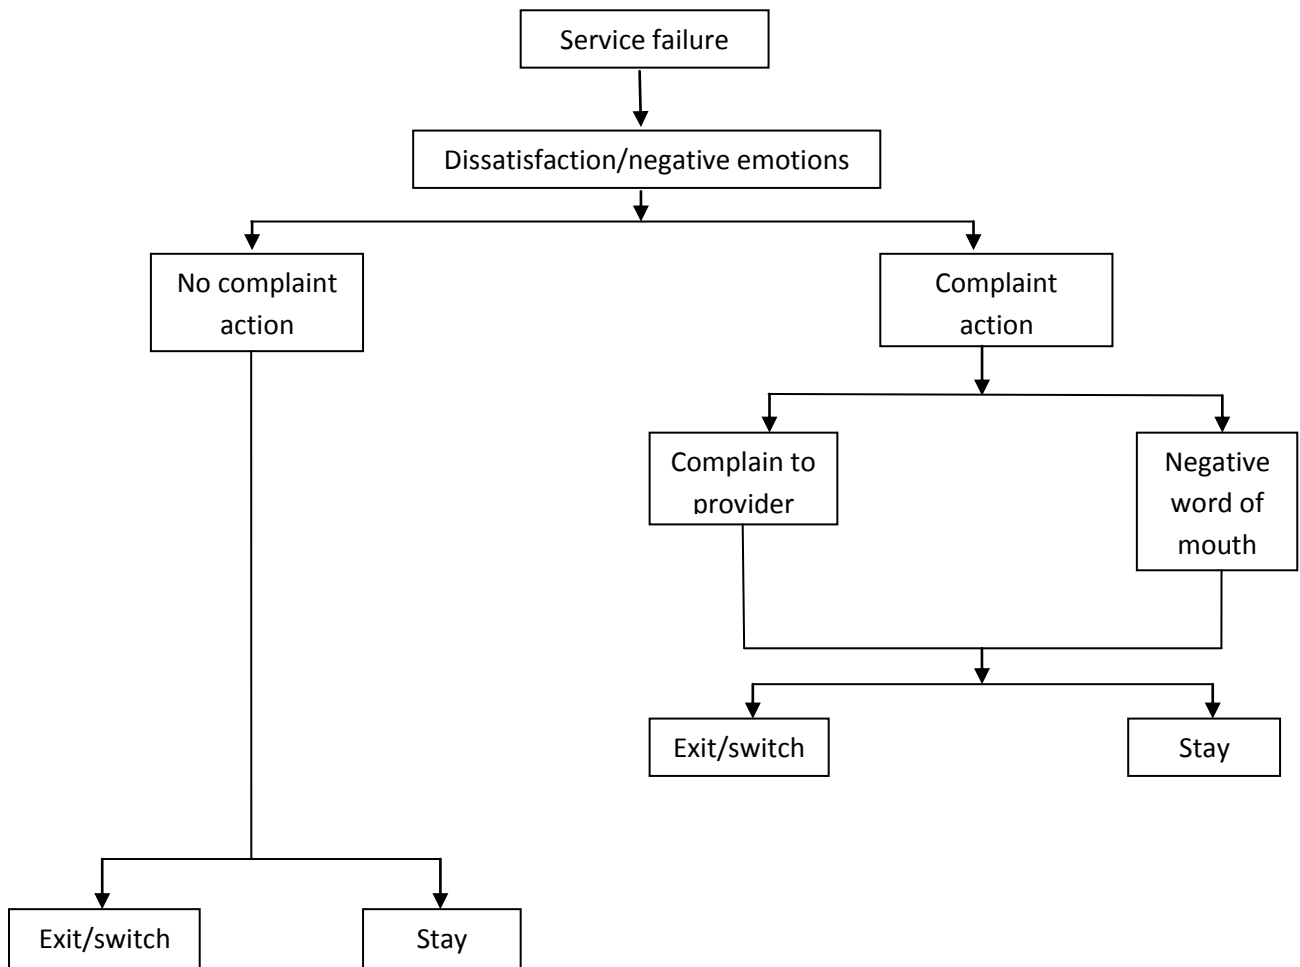 Service failure
Dissatisfaction/negative emotions
No complaint
action
Complaint
action
Complain to
provider
Negative
word of
mouth
Exit/switch
Stay
Exit/switch
Stay